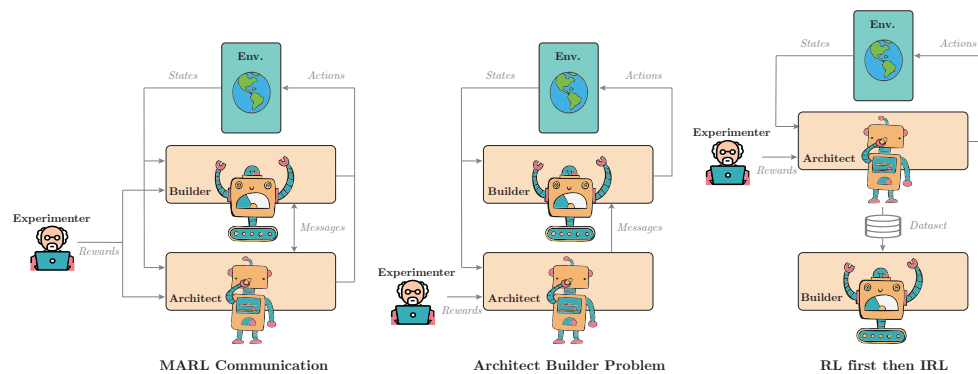 Env.
States
Actions
Builder
Experimenter
Rewards
Messages
Architect
MARL Communication
Env.
States
Actions
Builder
Messages
Experimenter
Rewards
Architect
Architect Builder Problem
Env.
States
Actions
Experimenter
Rewards
Architect
Dataset
Builder
RL first then IRL